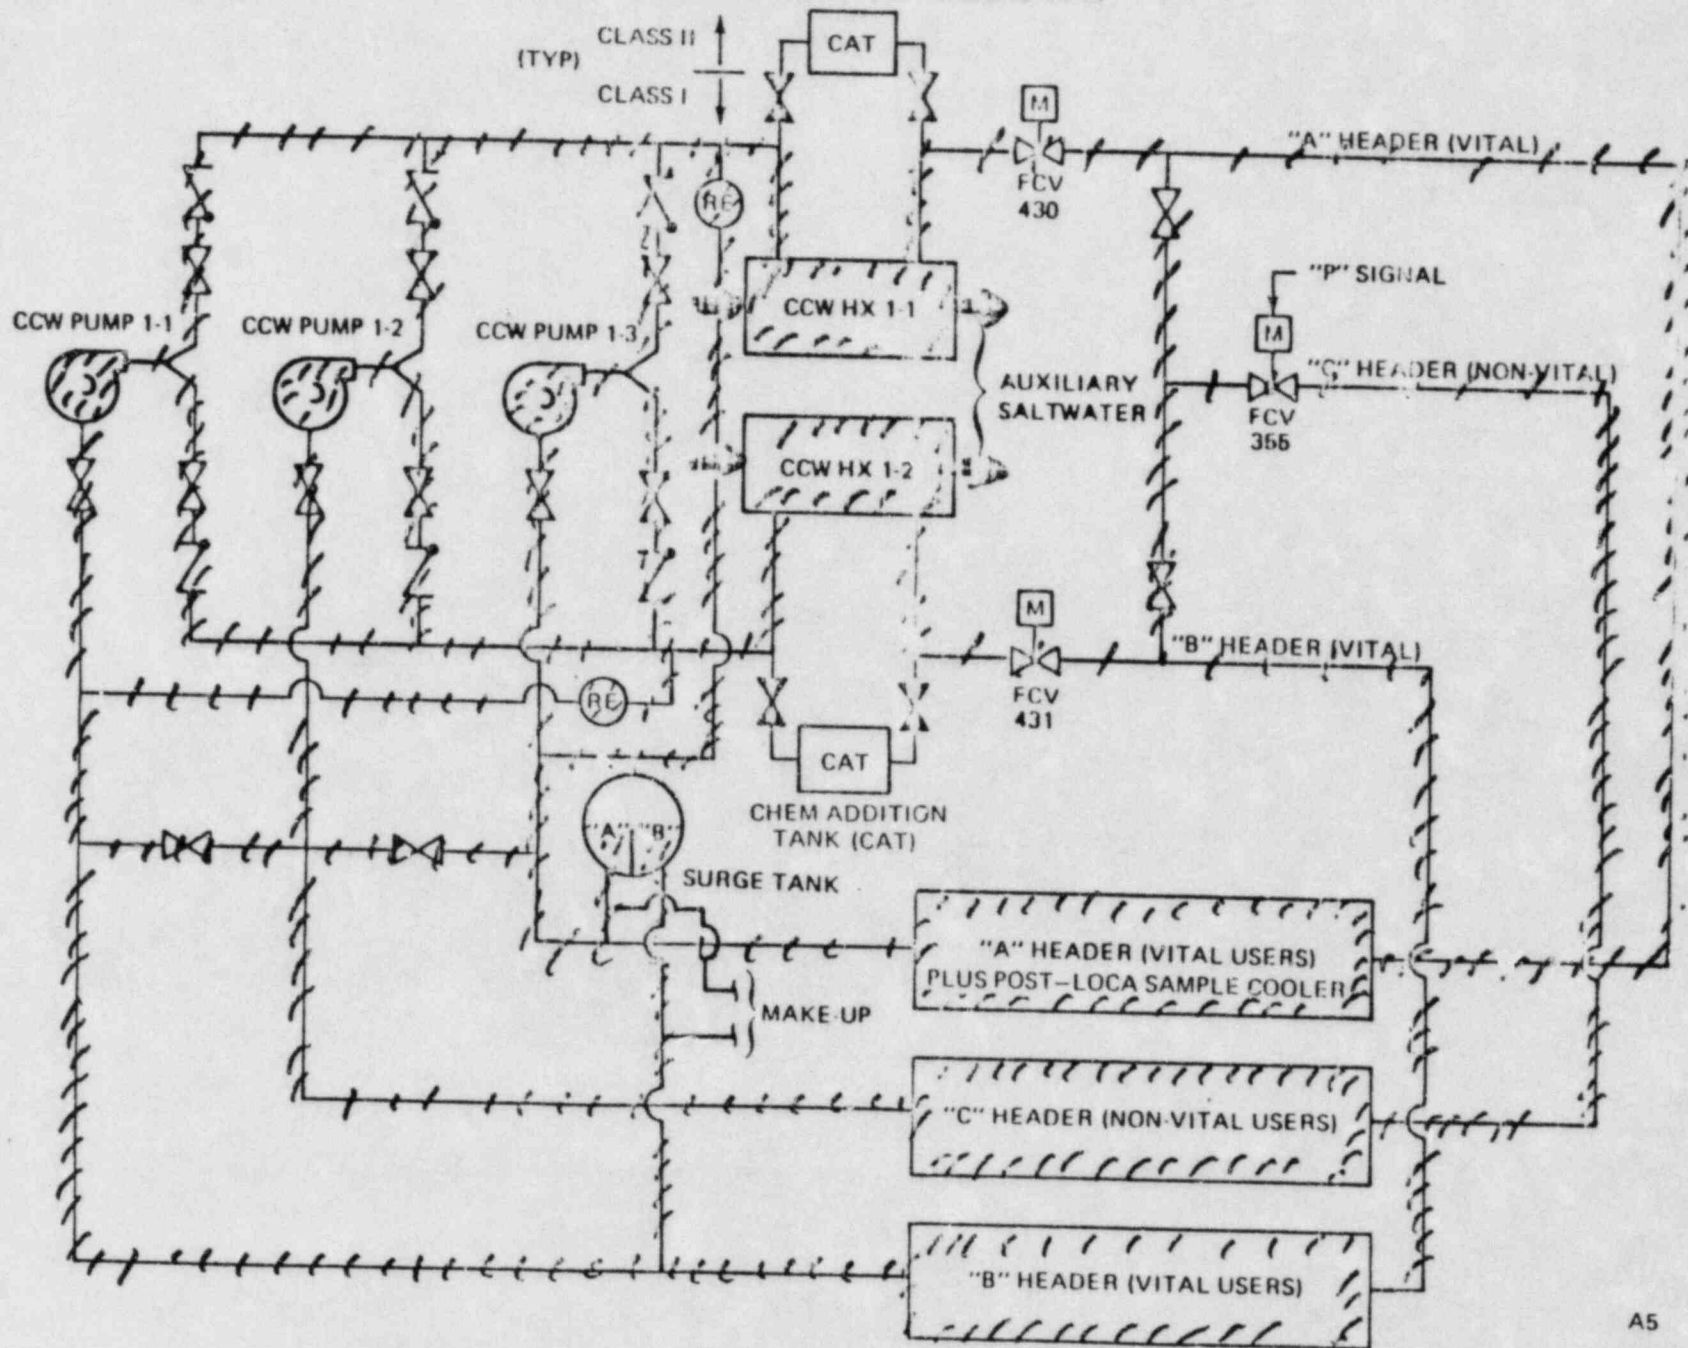 CLASS II
(TYP)
CLASS I
CAT
M
"A" HEADER (VITAL)
FCV
430
RE
"P" SIGNAL
M
"C" HEADER (NON-VITAL)
FCV
355
CCW PUMP 1-1
CCW PUMP 1-2
CCW PUMP 1-3
CCW HX 1-1
AUXILIARY
SALTWATER
CCW HX 1-2
M
"B" HEADER (VITAL)
FCV
431
RE
CAT
CHEM ADDITION
TANK (CAT)
"A" "B"
SURGE TANK
MAKE-UP
"A" HEADER (VITAL USERS)
PLUS POST-LOCA SAMPLE COOLER
"C" HEADER (NON-VITAL USERS)
"B" HEADER (VITAL USERS)
A5